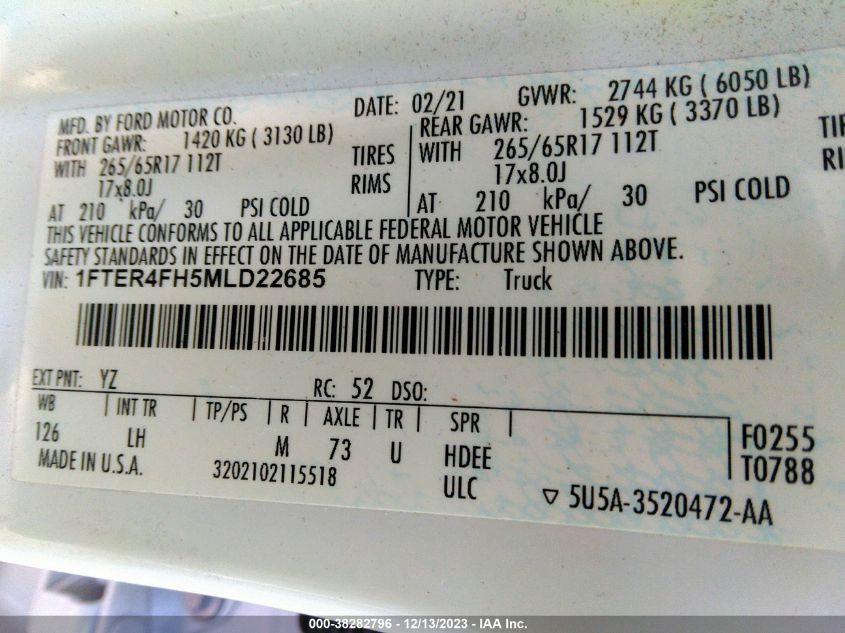 MFD. BY FORD MOTOR CO. DATE: 02/21 GVWR: 2744 KG ( 6050 LB)
FRONT GAWR: 1420 KG ( 3130 LB) REAR GAWR: 1529 KG ( 3370 LB)
WITH 265/65R17 112T TIRES WITH 265/65R17 112T
17x8.0J RIMS 17x8.0J
AT 210 kPa/ 30 PSI COLD AT 210 kPa/ 30 PSI COLD
THIS VEHICLE CONFORMS TO ALL APPLICABLE FEDERAL MOTOR VEHICLE
SAFETY STANDARDS IN EFFECT ON THE DATE OF MANUFACTURE SHOWN ABOVE.
VIN: 1FTER4FH5MLD22685 TYPE: Truck
EXT PNT: YZ RC: 52 DSO:
WB INT TR TP/PS R AXLE TR SPR
126 LH M 73 U HDEE F0255
MADE IN U.S.A. 3202102115518 ULC T0788
5U5A-3520472-AA
000-38282796 - 12/13/2023 - IAA Inc.